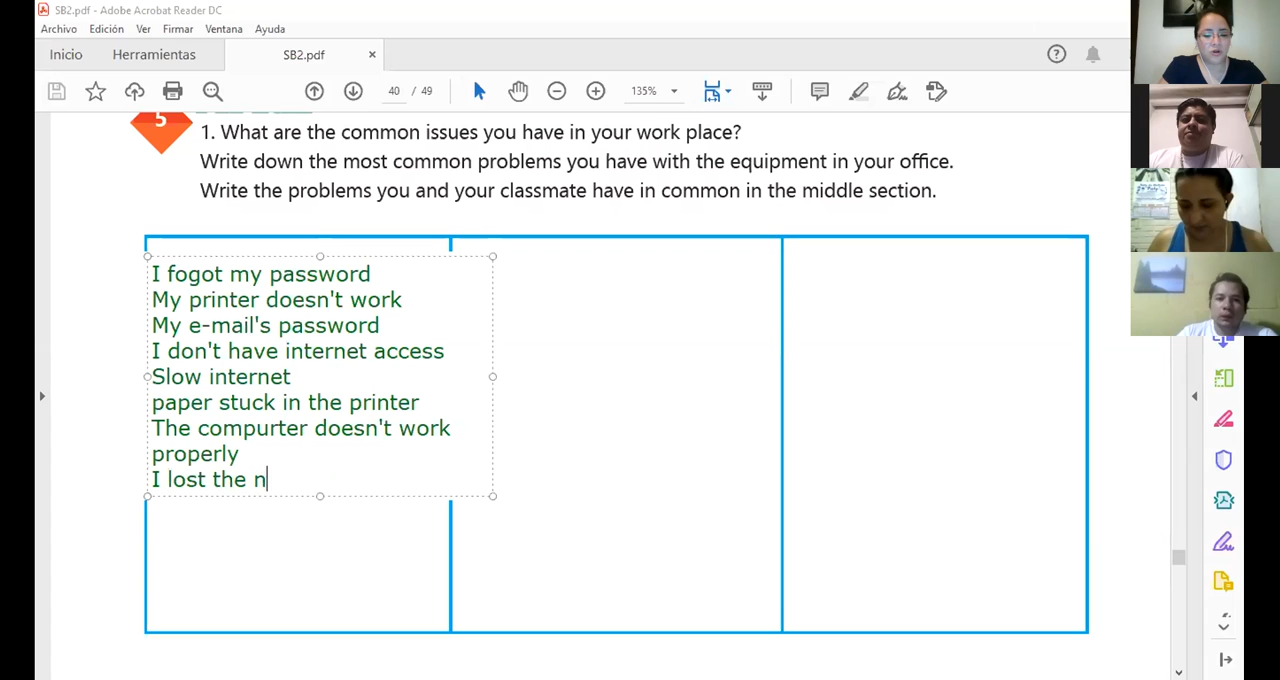 SB2.pdf - Adobe Acrobat Reader DC
Archivo Edición Ver Firmar Ventana Ayuda
Inicio Herramientas SB2.pdf ×
40 / 49 135%
5
1. What are the common issues you have in your work place?
Write down the most common problems you have with the equipment in your office.
Write the problems you and your classmate have in common in the middle section.
I fogot my password
My printer doesn't work
My e-mail's password
I don't have internet access
Slow internet
paper stuck in the printer
The compurter doesn't work
properly
I lost the n